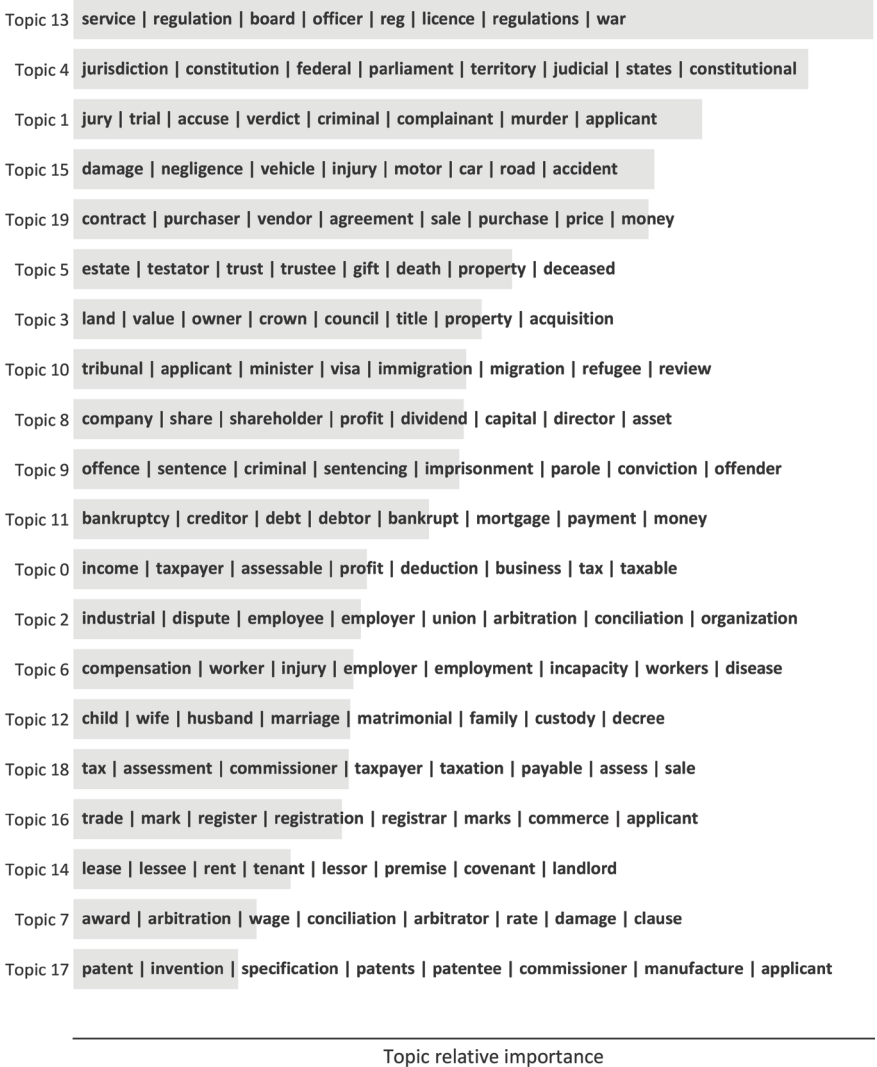 Topic 13 service | regulation | board | officer | reg | licence | regulations | war
Topic 4 jurisdiction | constitution | federal | parliament | territory | judicial | states | constitutional
Topic 1 jury | trial | accuse | verdict | criminal | complainant | murder | applicant
Topic 15 damage | negligence | vehicle | injury | motor | car | road | accident
Topic 19 contract | purchaser | vendor | agreement | sale | purchase | price | money
Topic 5 estate | testator | trust | trustee | gift | death | property | deceased
Topic 3 land | value | owner | crown | council | title | property | acquisition
Topic 10 tribunal | applicant | minister | visa | immigration | migration | refugee | review
Topic 8 company | share | shareholder | profit | dividend | capital | director | asset
Topic 9 offence | sentence | criminal | sentencing | imprisonment | parole | conviction | offender
Topic 11 bankruptcy | creditor | debt | debtor | bankrupt | mortgage | payment | money
Topic 0 income | taxpayer | assessable | profit | deduction | business | tax | taxable
Topic 2 industrial | dispute | employee | employer | union | arbitration | conciliation | organization
Topic 6 compensation | worker | injury | employer | employment | incapacity | workers | disease
Topic 12 child | wife | husband | marriage | matrimonial | family | custody | decree
Topic 18 tax | assessment | commissioner | taxpayer | taxation | payable | assess | sale
Topic 16 trade | mark | register | registration | registrar | marks | commerce | applicant
Topic 14 lease | lessee | rent | tenant | lessor | premise | covenant | landlord
Topic 7 award | arbitration | wage | conciliation | arbitrator | rate | damage | clause
Topic 17 patent | invention | specification | patents | patentee | commissioner | manufacture | applicant
Topic relative importance